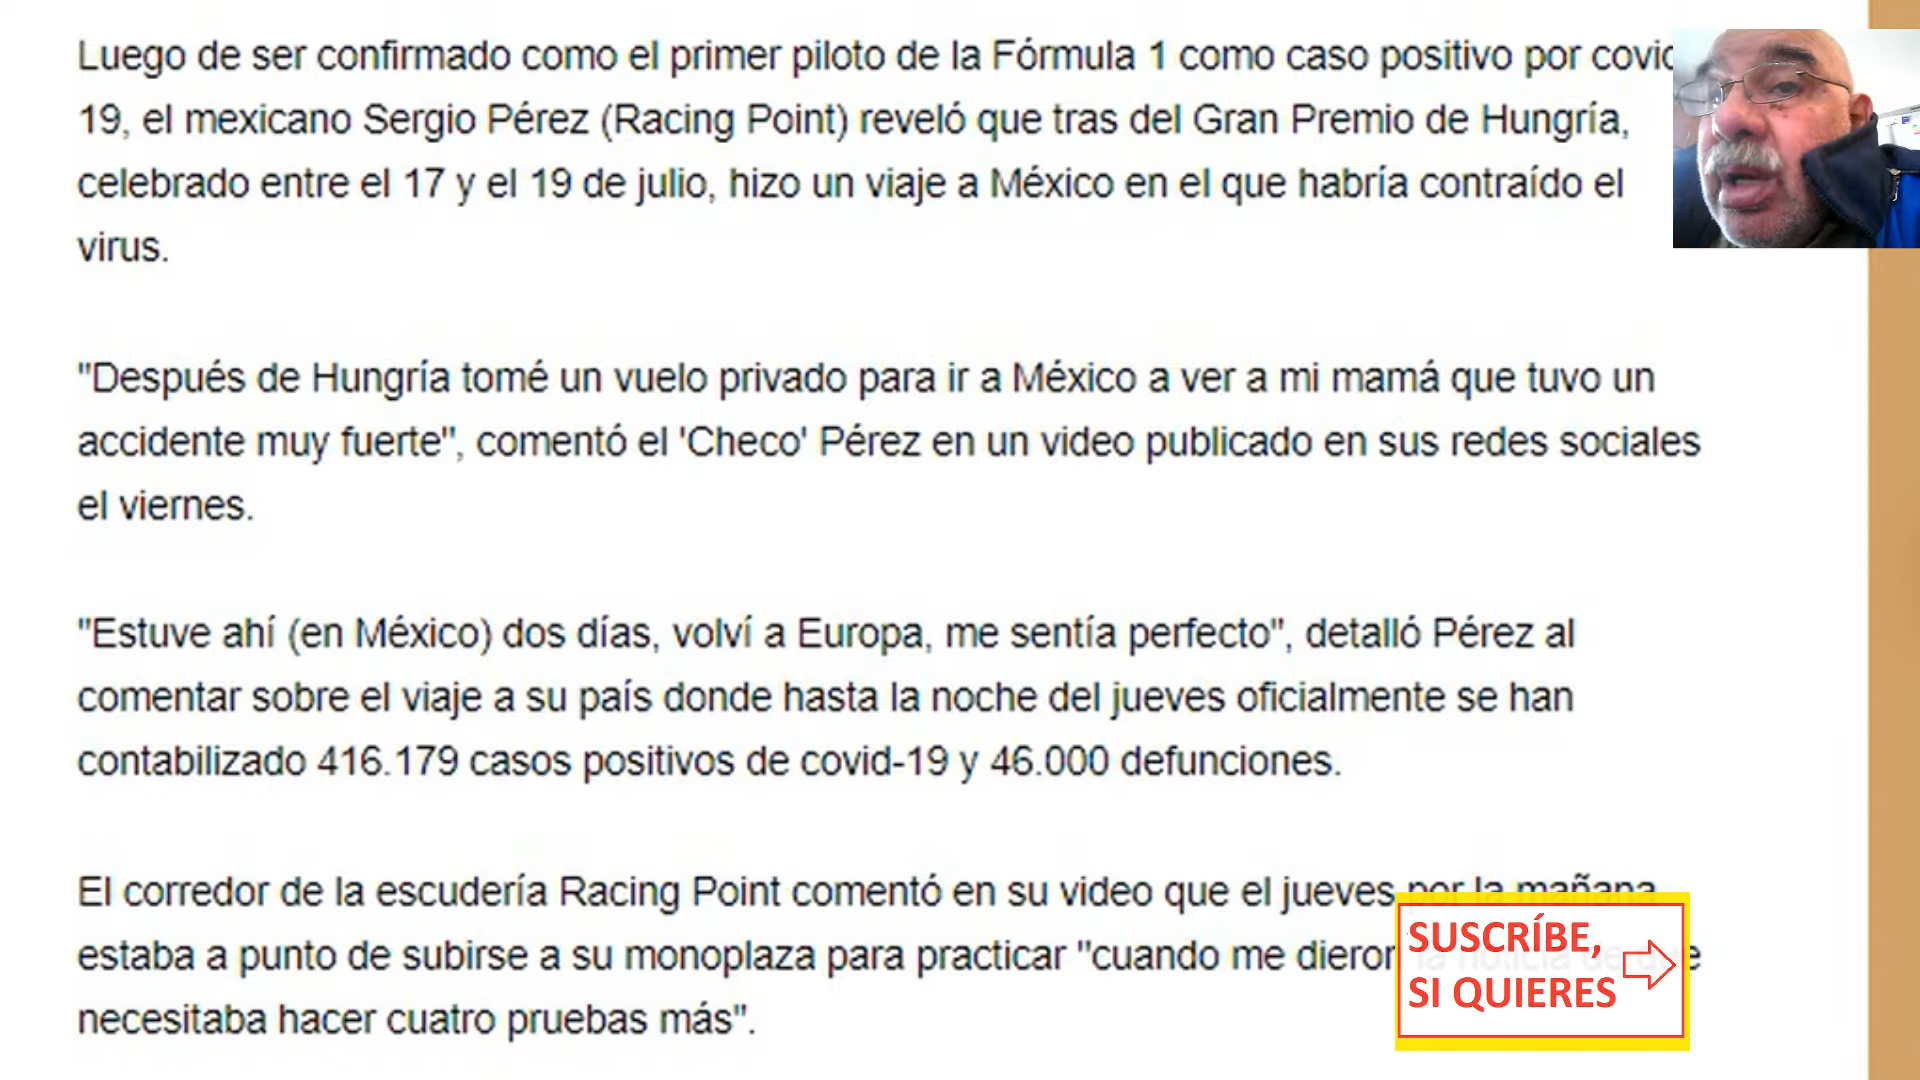 Luego de ser confirmado como el primer piloto de la Fórmula 1 como caso positivo por covid
19, el mexicano Sergio Pérez (Racing Point) reveló que tras del Gran Premio de Hungría,
celebrado entre el 17 y el 19 de julio, hizo un viaje a México en el que habría contraído el
virus.
"Después de Hungría tomé un vuelo privado para ir a México a ver a mi mamá que tuvo un
accidente muy fuerte", comentó el 'Checo' Pérez en un video publicado en sus redes sociales
el viernes.
"Estuve ahí (en México) dos días, volví a Europa, me sentía perfecto", detalló Pérez al
comentar sobre el viaje a su país donde hasta la noche del jueves oficialmente se han
contabilizado 416.179 casos positivos de covid-19 y 46.000 defunciones.
El corredor de la escudería Racing Point comentó en su video que el jueves por la mañana
estaba a punto de subirse a su monoplaza para practicar "cuando me dieron la noticia de que
necesitaba hacer cuatro pruebas más".
SUSCRÍBE,
SI QUIERES